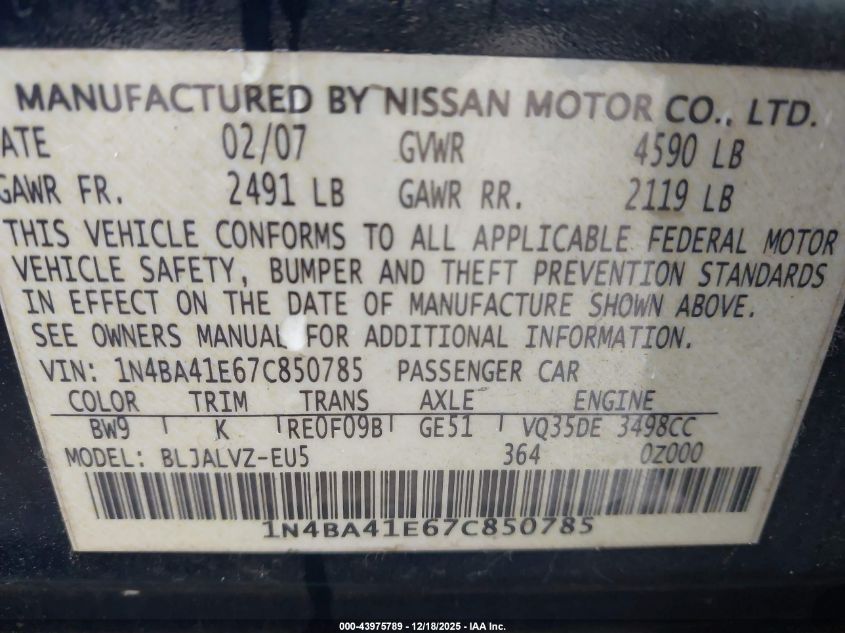 MANUFACTURED BY NISSAN MOTOR CO., LTD.
ATE 02/07 GVWR 4590 LB
GAWR FR. 2491 LB GAWR RR. 2119 LB
THIS VEHICLE CONFORMS TO ALL APPLICABLE FEDERAL MOTOR
VEHICLE SAFETY, BUMPER AND THEFT PREVENTION STANDARDS
IN EFFECT ON THE DATE OF MANUFACTURE SHOWN ABOVE.
SEE OWNERS MANUAL FOR ADDITIONAL INFORMATION.
VIN: 1N4BA41E67C850785 PASSENGER CAR
COLOR TRIM TRANS AXLE ENGINE
BW9 K RE0F09B GE51 VQ35DE 3498CC
MODEL: BLJALVZ-EU5 364 0Z000
1N4BA41E67C850785
000-43975789 - 12/18/2025 - IAA Inc.